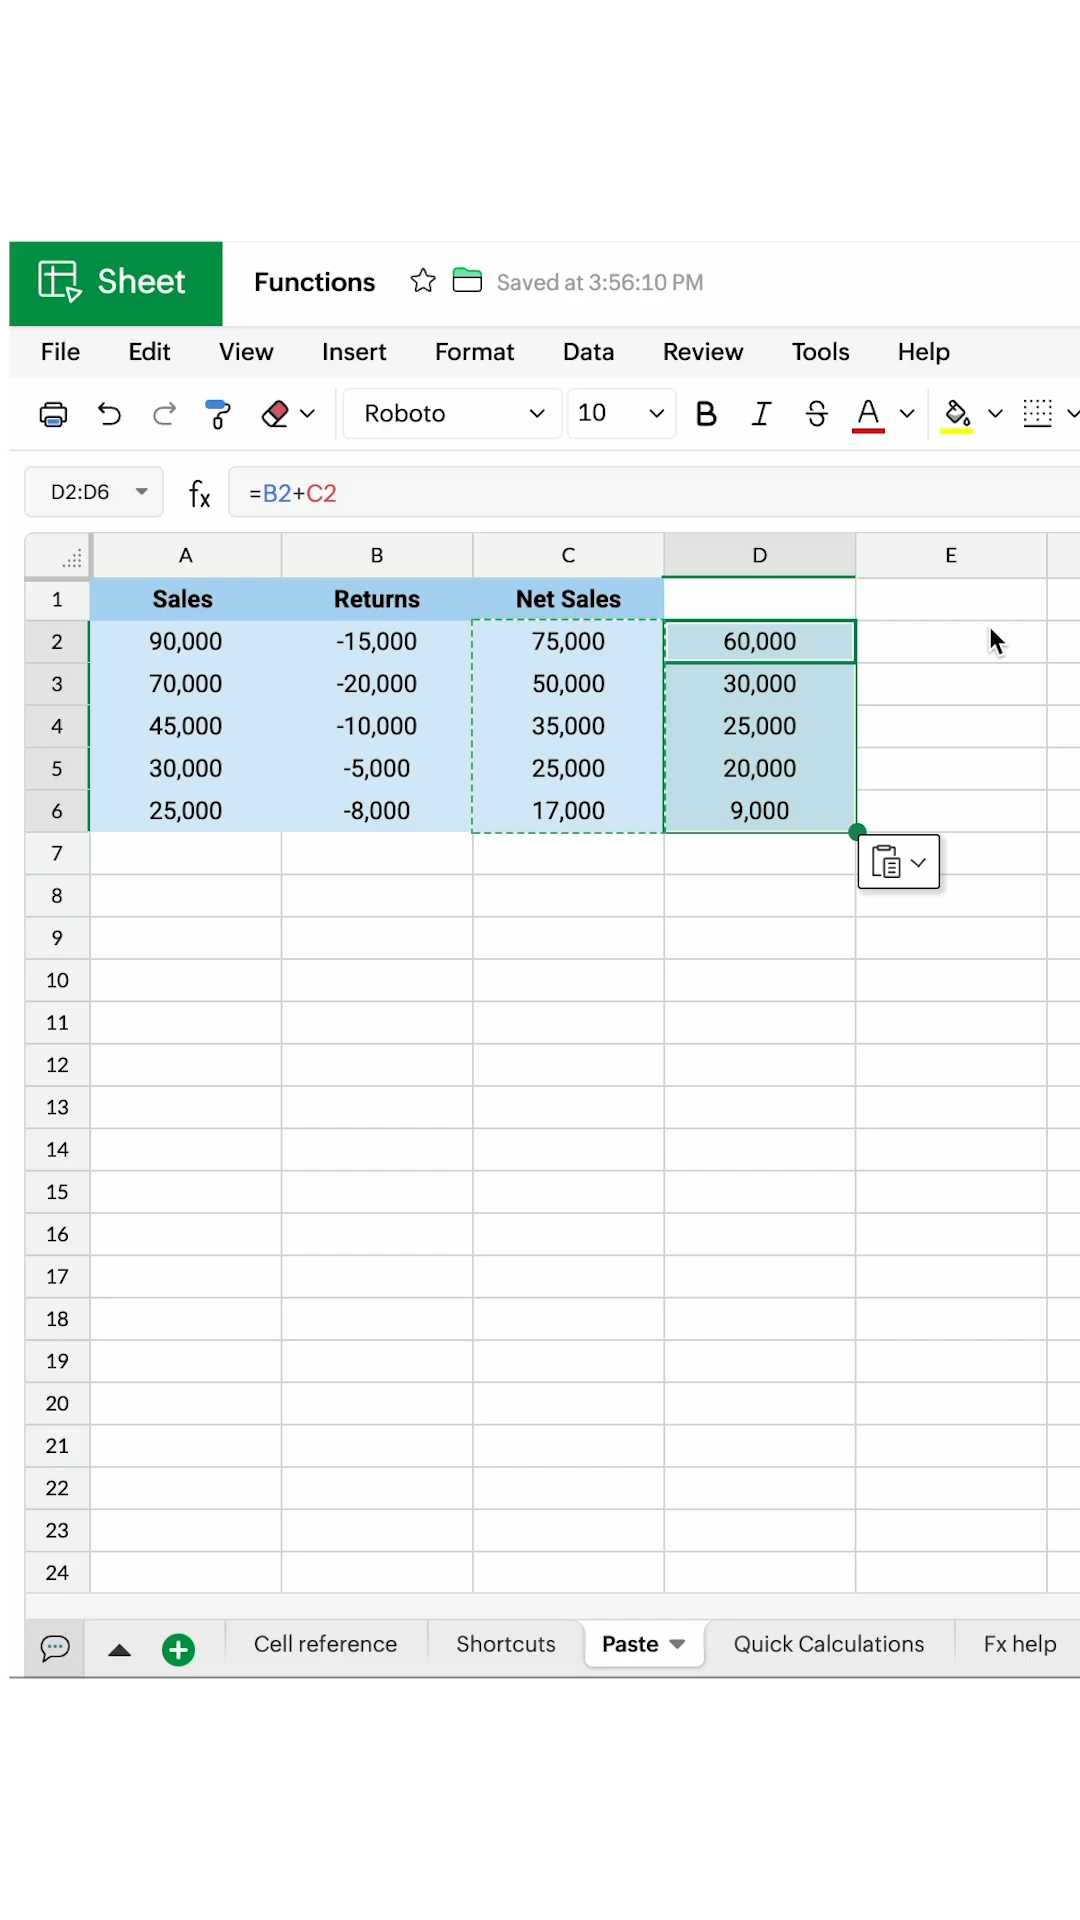 Sheet Functions Saved at 3:56:10 PM
File Edit View Insert Format Data Review Tools Help
Roboto 10 B I S A
D2:D6 fx =B2+C2
A B C D E
1 Sales Returns Net Sales
2 90,000 -15,000 75,000 60,000
3 70,000 -20,000 50,000 30,000
4 45,000 -10,000 35,000 25,000
5 30,000 -5,000 25,000 20,000
6 25,000 -8,000 17,000 9,000
7
8
9
10
11
12
13
14
15
16
17
18
19
20
21
22
23
24
Cell reference Shortcuts Paste Quick Calculations Fx help